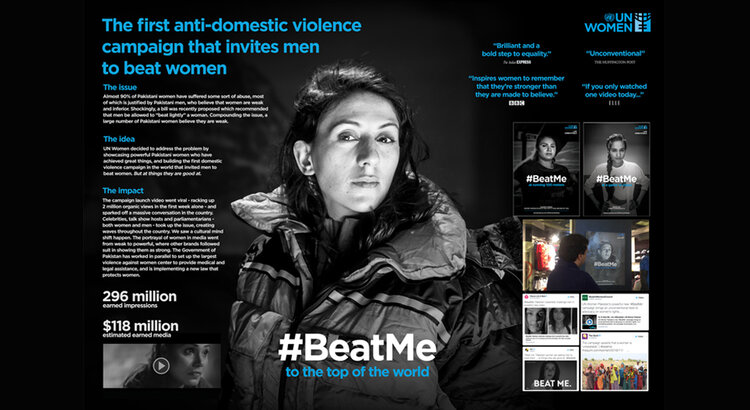 The first anti-domestic violence
campaign that invites men
to beat women
The issue
Almost 90% of Pakistani women have suffered some sort of abuse, most
of which is justified by Pakistani men, who believe that women are weak
and inferior. Shockingly, a bill was recently proposed which recommended
that men be allowed to "beat lightly" a woman. Compounding the issue, a
large number of Pakistani women believe they are weak.
The idea
UN Women decided to address the problem by
showcasing powerful Pakistani women who have
achieved great things, and building the first domestic
violence campaign in the world that invited men to
beat women. But at things they are good at.
The impact
The campaign launch video went viral - racking up
2 million organic views in the first week alone - and
sparked off a massive conversation in the country.
Celebrities, talk show hosts and parliamentarians -
both women and men - took up the issue, creating
waves throughout the country. We saw a cultural mind
shift happen. The portrayal of women in media went
from weak to powerful, where other brands followed
suit in showing them as strong. The Government of
Pakistan has worked in parallel to set up the largest
violence against women center to provide medical and
legal assistance, and is implementing a new law that
protects women.
296 million
earned impressions
$118 million
estimated earned media
#BeatMe
to the top of the world
UN
WOMEN
"Brilliant and a
bold step to equality."
The Indian EXPRESS
"Unconventional"
THE HUFFINGTON POST
"Inspires women to remember
that they're stronger than
they are made to believe."
BBC
"If you only watched
one video today..."
ELLE
#BeatMe
at running 100 meters
#BeatMe
BEAT ME.